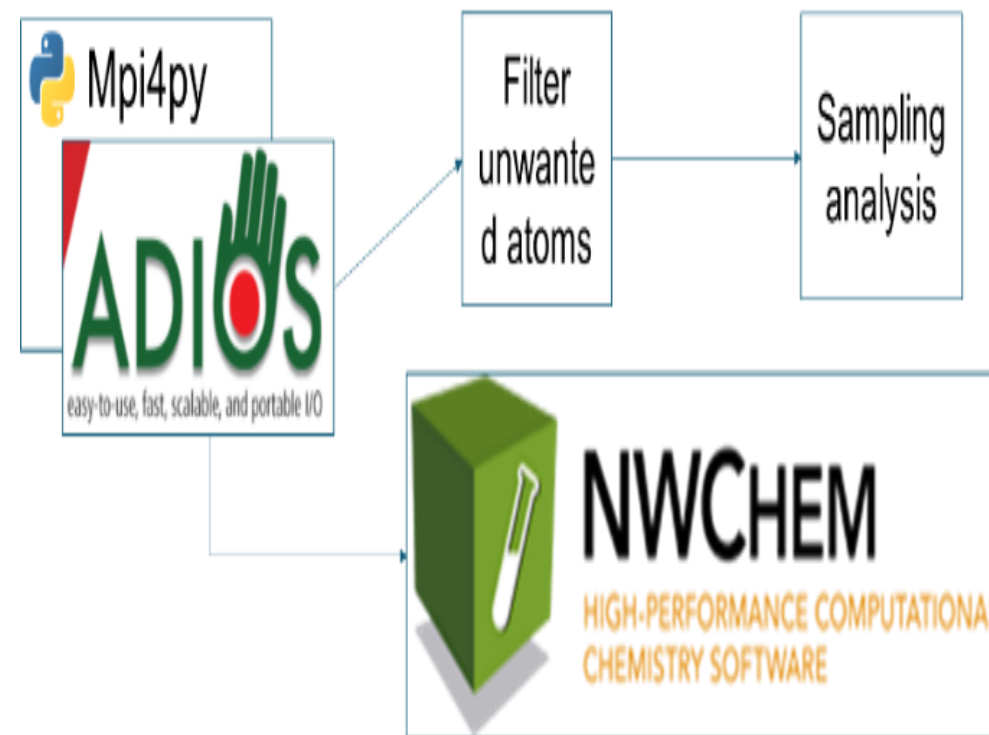 Mpi4py
ADIOS
easy-to-use, fast, scalable, and portable I/O
Filter
unwante
d atoms
Sampling
analysis
NWCHEM
HIGH-PERFORMANCE COMPUTATIONA
CHEMISTRY SOFTWARE